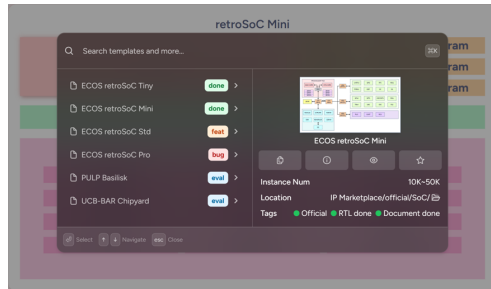 retroSoC Mini
ram
ram
ram
Search templates and more...
⌘K
ECOS retroSoC Tiny done
ECOS retroSoC Mini done
ECOS retroSoC Std feat
ECOS retroSoC Pro bug
PULP Basilisk eval
UCB-BAR Chipyard eval
ECOS retroSoC Mini
Instance Num 10K~50K
Location IP Marketplace/official/SoC/
Tags Official RTL done Document done
Select ↑ ↓ Navigate esc Close